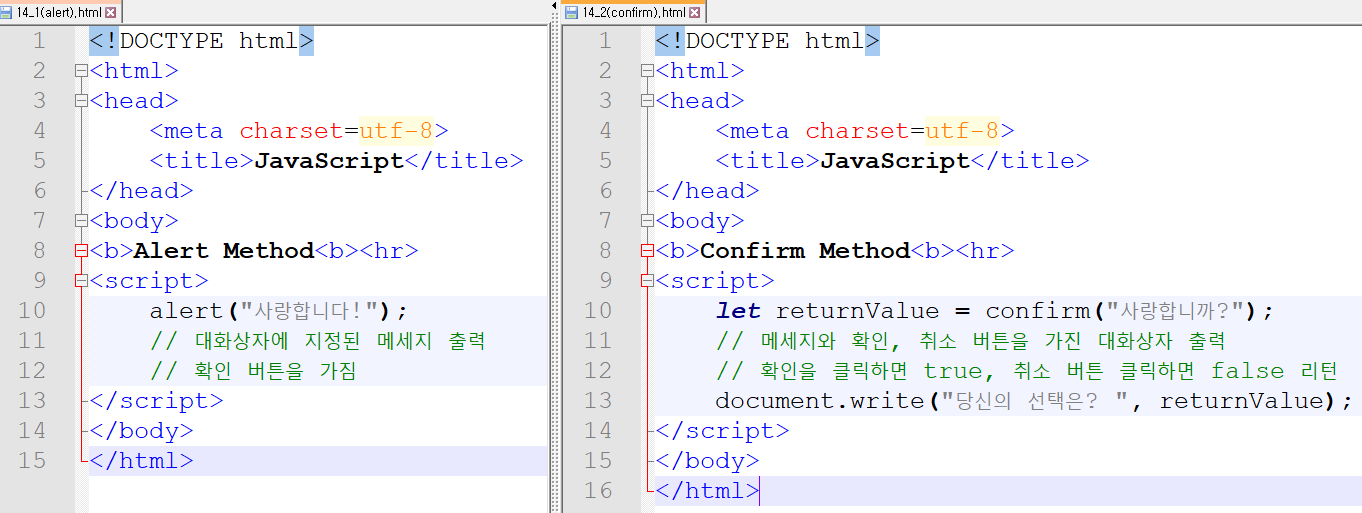 14_1(alert).html
1 <!DOCTYPE html>
2 <html>
3 <head>
4     <meta charset=utf-8>
5     <title>JavaScript</title>
6 </head>
7 <body>
8 <b>Alert Method<b><hr>
9 <script>
10     alert("사랑합니다!");
11     // 대화상자에 지정된 메세지 출력
12     // 확인 버튼을 가짐
13 </script>
14 </body>
15 </html>
14_2(confirm).html
1 <!DOCTYPE html>
2 <html>
3 <head>
4     <meta charset=utf-8>
5     <title>JavaScript</title>
6 </head>
7 <body>
8 <b>Confirm Method<b><hr>
9 <script>
10     let returnValue = confirm("사랑합니까?");
11     // 메세지와 확인, 취소 버튼을 가진 대화상자 출력
12     // 확인을 클릭하면 true, 취소 버튼 클릭하면 false 리턴
13     document.write("당신의 선택은? ", returnValue);
14 </script>
15 </body>
16 </html>